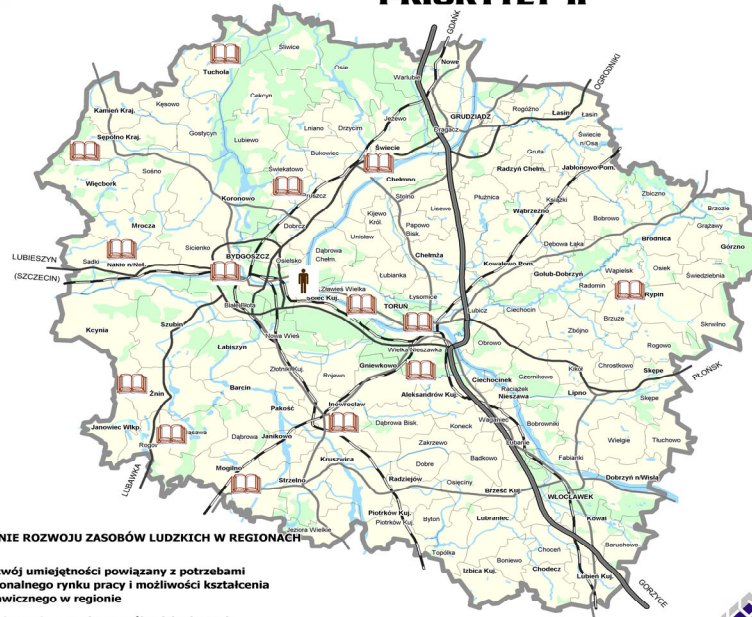 PRIORYTET II
GDAŃK
Nowe
Śliwice
Osie
Warlubie
OGRODNIKI
Tuchola
Kamień Kraj.
Kęsowo
Cekcyn
GRUDZIĄDZ
Rogóźno
Łasin
Łasin
Sępolno Kraj.
Gostycyn
Lubiewo
Lniano
Drzycim
Jeżewo
Dragacz
Świecie
n/Osą
Bukowiec
Świecie
Gruta
Sośno
Świekatowo
Chełmno
Radzyń Chełm.
Jabłonowo Pom.
Więcbork
Koronowo
Pruszcz
Stolno
Lisewo
Płużnica
Książki
Zbiczno
Brzozie
Mrocza
Dobrcz
Kijewo
Król.
Papowo
Bisk.
Wąbrzeźno
Bobrowo
Grążawy
Unisław
Dębowa Łąka
Brodnica
Górzno
Sicienko
BYDGOSZCZ
Osielsko
Dąbrowa
Chełm.
Chełmża
LUBIESZYN
Sadki
Nakło n/Not.
Łubianka
Kowalewo Pom.
Golub-Dobrzyń
Wąpielsk
Osiek
Świedziebnia
(SZCZECIN)
Zławieś Wielka
Radomin
Solec Kuj.
Łysomice
Białe Błota
TORUŃ
Lubicz
Ciechocin
Rypin
Brzuze
Kcynia
Szubin
Nowa Wieś
Zbójno
Skrwilno
Łabiszyn
Wielka Nieszawka
Obrowo
Rogowo
Gniewkowo
Kikół
Chrostkowo
Skępe
Złotniki Kuj.
Rojewo
Ciechocinek
Czernikowo
PŁOŃSK
Żnin
Barcin
Inowrocław
Aleksandrów Kuj.
Raciążek
Nieszawa
Lipno
Skępe
Janowiec Wlkp.
Pakość
Koneck
Waganiec
Bobrowniki
Rogowo
Gąsawa
Dąbrowa
Janikowo
Dąbrowa Bisk.
Zakrzewo
Lubanie
Wielgie
Tłuchowo
Kruszwica
Dobre
Bądkowo
Fabianki
LUBAWKA
Mogilno
Strzelno
Radziejów
Osięciny
Brześć Kuj.
Dobrzyń n/Wisłą
WŁOCŁAWEK
Jeziora Wielkie
Piotrków Kuj.
Piotrków Kuj.
Bytoń
Lubraniec
Kowal
Baruchowo
NIE ROZWOJU ZASOBÓW LUDZKICH W REGIONACH
Topólka
Choceń
Boniewo
Izbica Kuj.
Chodecz
Lubień Kuj.
GORZYCE
zwój umiejętności powiązany z potrzebami
onalnego rynku pracy i możliwości kształcenia
awicznego w regionie